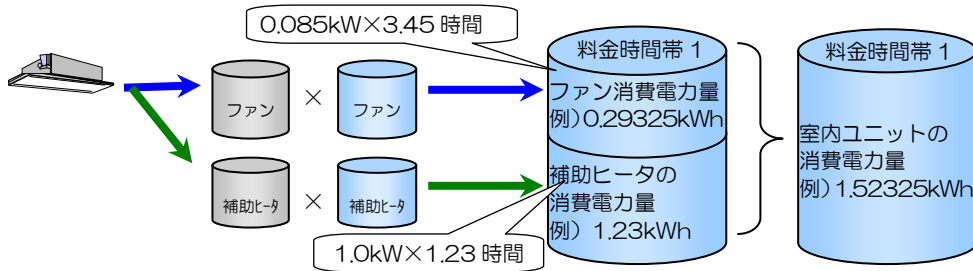 0.085kW×3.45 時間
料金時間帯 1
料金時間帯 1
ファン
×
ファン
ファン消費電力量
例)0.29325kWh
室内ユニットの
消費電力量
例)1.52325kWh
補助ヒータ
×
補助ヒータ
補助ヒータの
消費電力量
例) 1.23kWh
1.0kW×1.23 時間